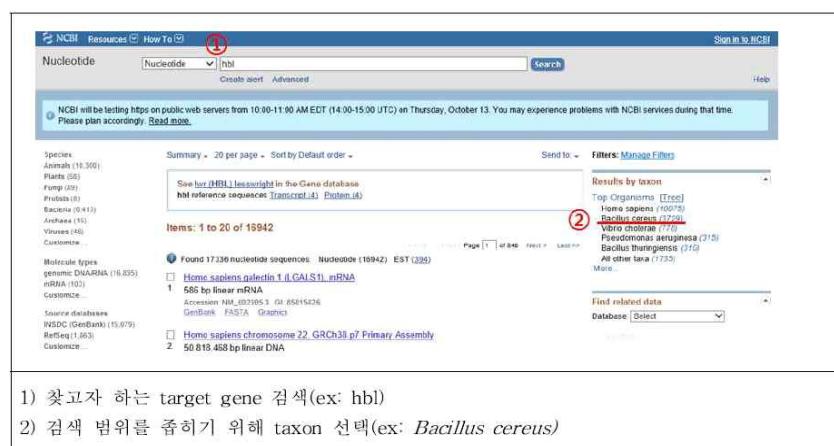 NCBI Resources How To Sign in to NCBI
①
Nucleotide Nucleotide hbl Search
Create alert Advanced Help
NCBI will be testing https on public web servers from 10:00-11:00 AM EDT (14:00-15:00 UTC) on Thursday, October 13. You may experience problems with NCBI services during that time.
Please plan accordingly. Read more.
Species
Animals (10,300)
Plants (56)
Fungi (89)
Protists (8)
Bacteria (6,413)
Archaea (15)
Viruses (46)
Customize...
Molecule types
genomic DNA/RNA (16,835)
mRNA (103)
Customize...
Source databases
INSDC (GenBank) (15,079)
RefSeq (1,863)
Customize...
Summary 20 per page Sort by Default order Send to:
See lwr (HBL) lesswright in the Gene database
hbl reference sequences Transcript (4) Protein (4)
Items: 1 to 20 of 16942
Page 1 of 848 Next > Last >>
Found 17336 nucleotide sequences. Nucleotide (16942) EST (394)
Homo sapiens galectin 1 (LGALS1), mRNA
1 586 bp linear mRNA
Accession: NM_002305.3 GI: 85815826
GenBank FASTA Graphics
Homo sapiens chromosome 22, GRCh38.p7 Primary Assembly
2 50,818,468 bp linear DNA
Filters: Manage Filters
Results by taxon
Top Organisms [Tree]
②
Homo sapiens (10075)
Bacillus cereus (3729)
Vibrio cholerae (776)
Pseudomonas aeruginosa (315)
Bacillus thuringiensis (310)
All other taxa (1735)
More...
Find related data
Database: Select
1) 찾고자 하는 target gene 검색(ex: hbl)
2) 검색 범위를 좁히기 위해 taxon 선택(ex: Bacillus cereus)